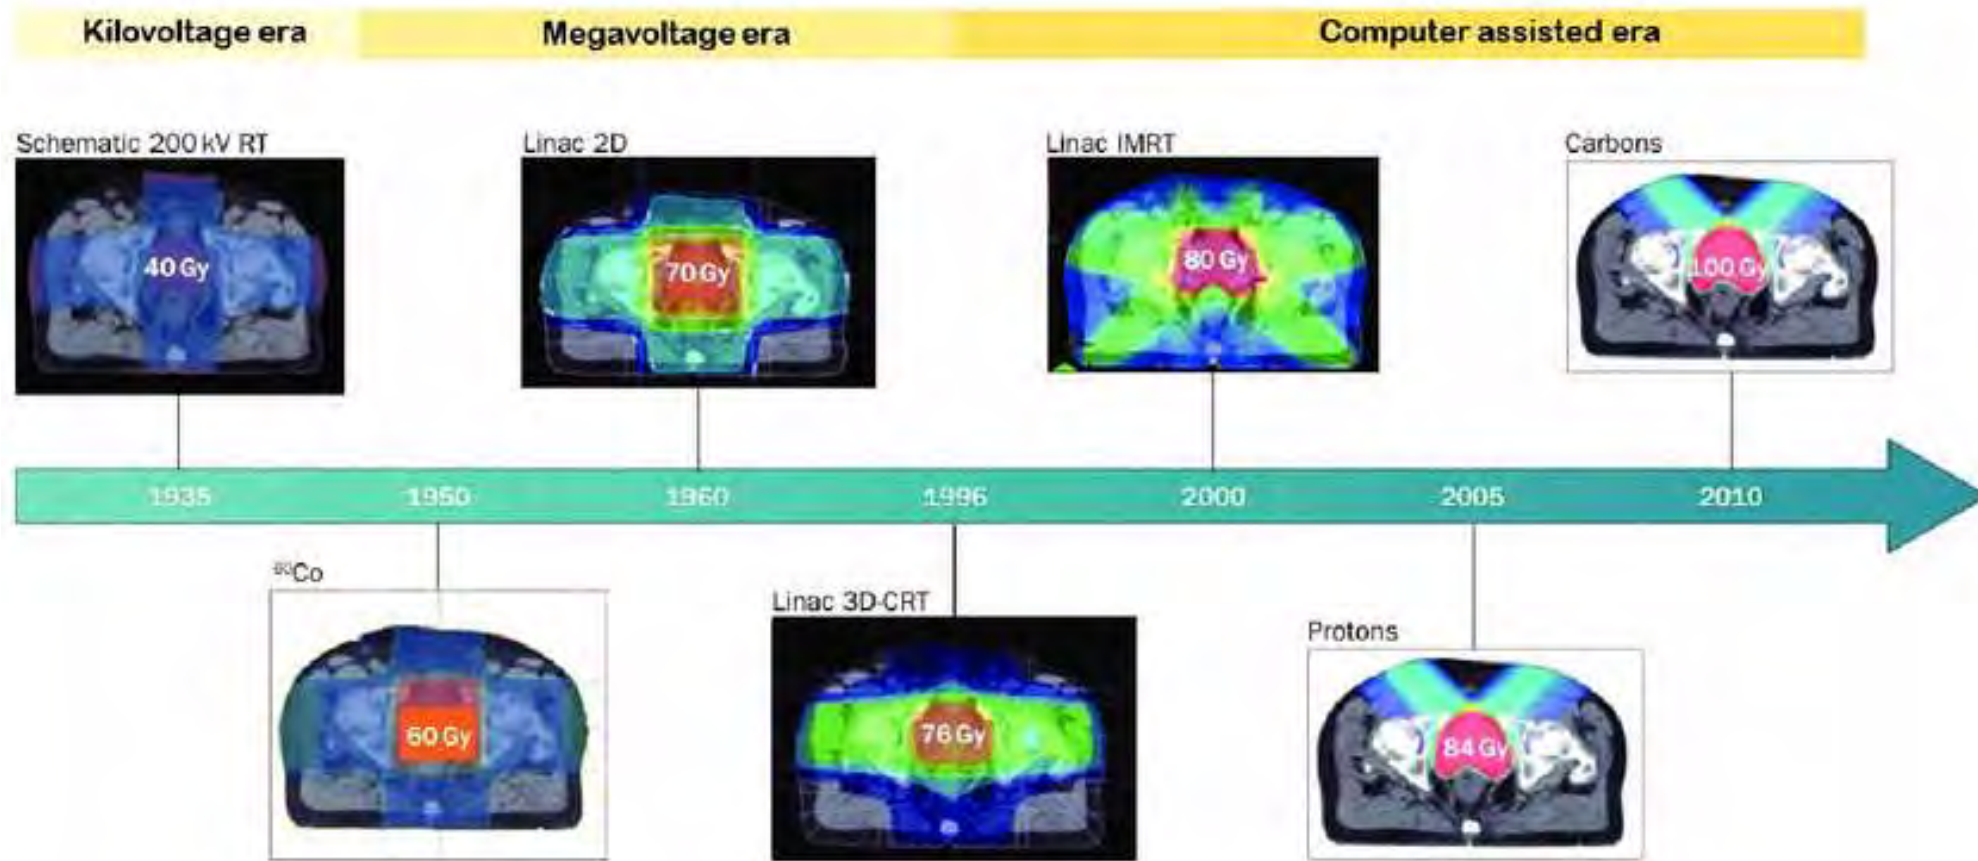 Kilovoltage era
Megavoltage era
Computer assisted era
Schematic 200 kV RT
Linac 2D
Linac IMRT
Carbons
40 Gy
70 Gy
80 Gy
100 Gy
1935
1950
1960
1996
2000
2005
2010
⁶⁰Co
Linac 3D-CRT
Protons
60 Gy
76 Gy
84 Gy